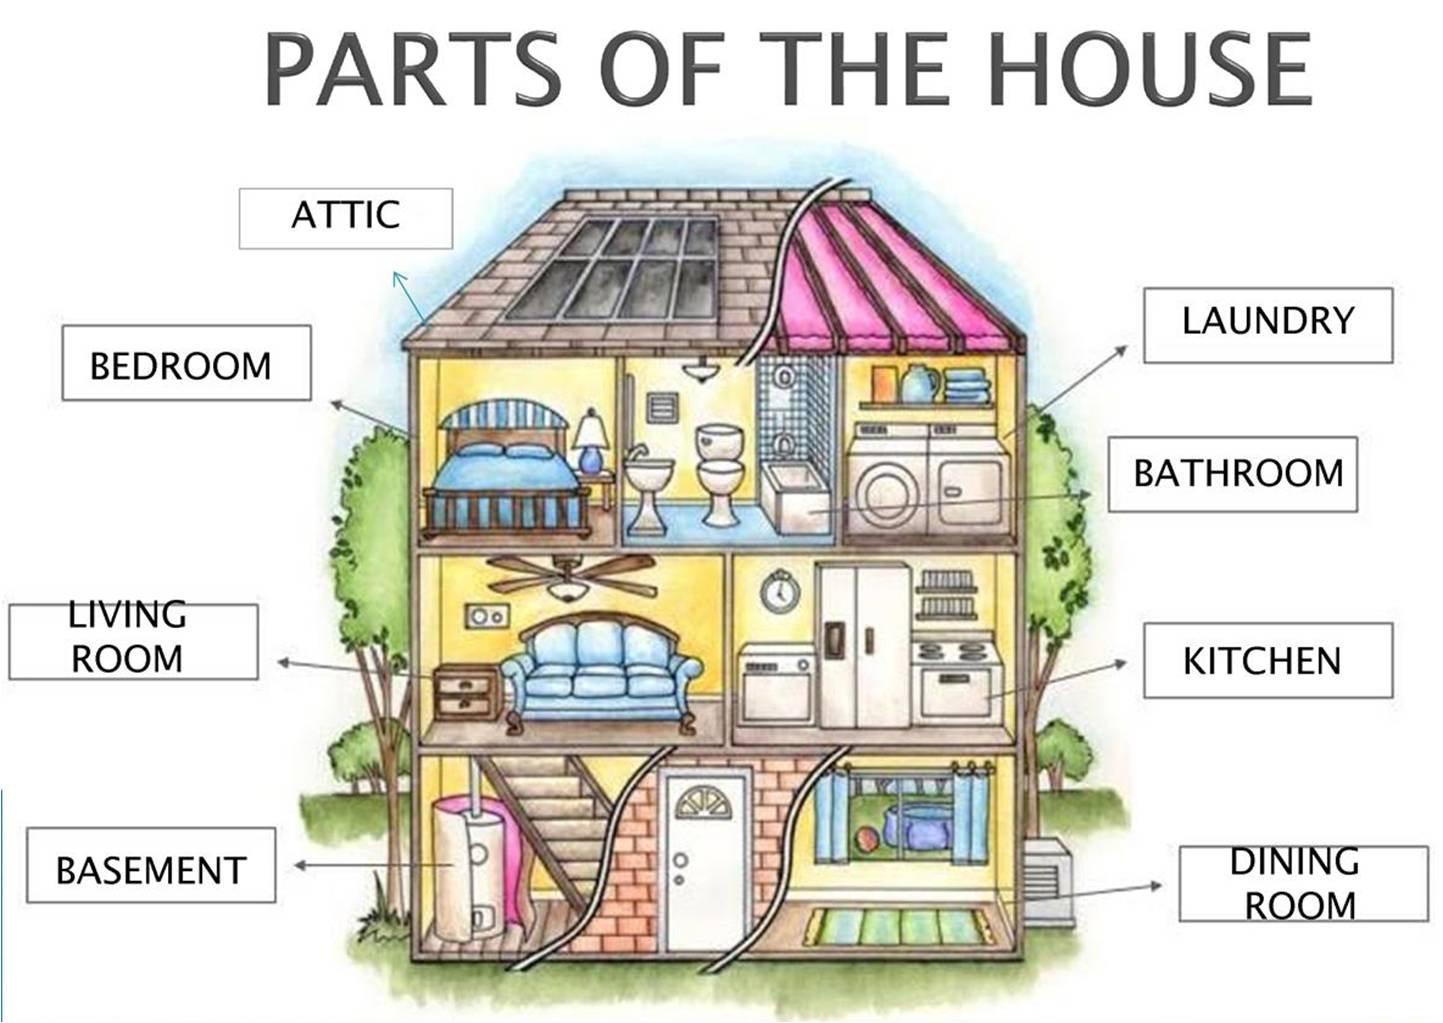 PARTS OF THE HOUSE
ATTIC
BEDROOM
LAUNDRY
BATHROOM
LIVING
ROOM
KITCHEN
BASEMENT
DINING
ROOM